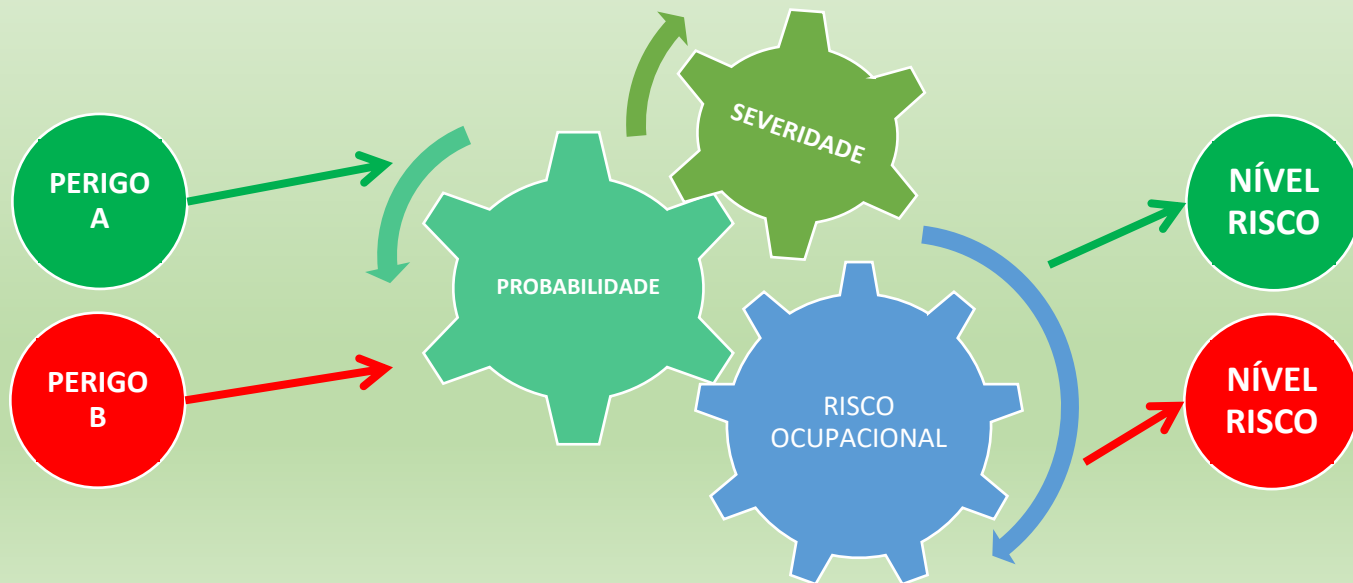 PERIGO
A
PERIGO
B
PROBABILIDADE
SEVERIDADE
RISCO
OCUPACIONAL
NÍVEL
RISCO
NÍVEL
RISCO